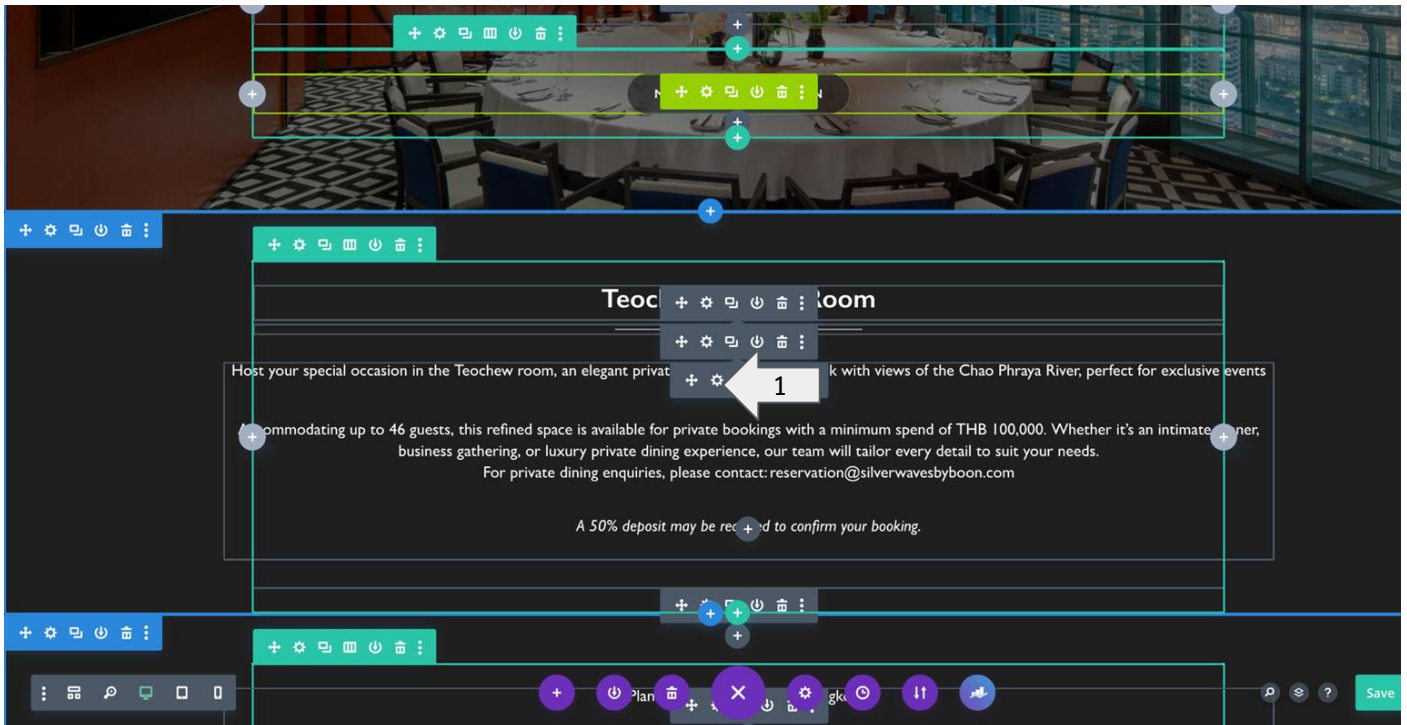 Teoc oom
Host your special occasion in the Teochew room, an elegant privat k with views of the Chao Phraya River, perfect for exclusive events
1
ommodating up to 46 guests, this refined space is available for private bookings with a minimum spend of THB 100,000. Whether it's an intimate ner,
business gathering, or luxury private dining experience, our team will tailor every detail to suit your needs.
For private dining enquiries, please contact: reservation@silverwavesbyboon.com
A 50% deposit may be req d to confirm your booking.
Plan gk
Save